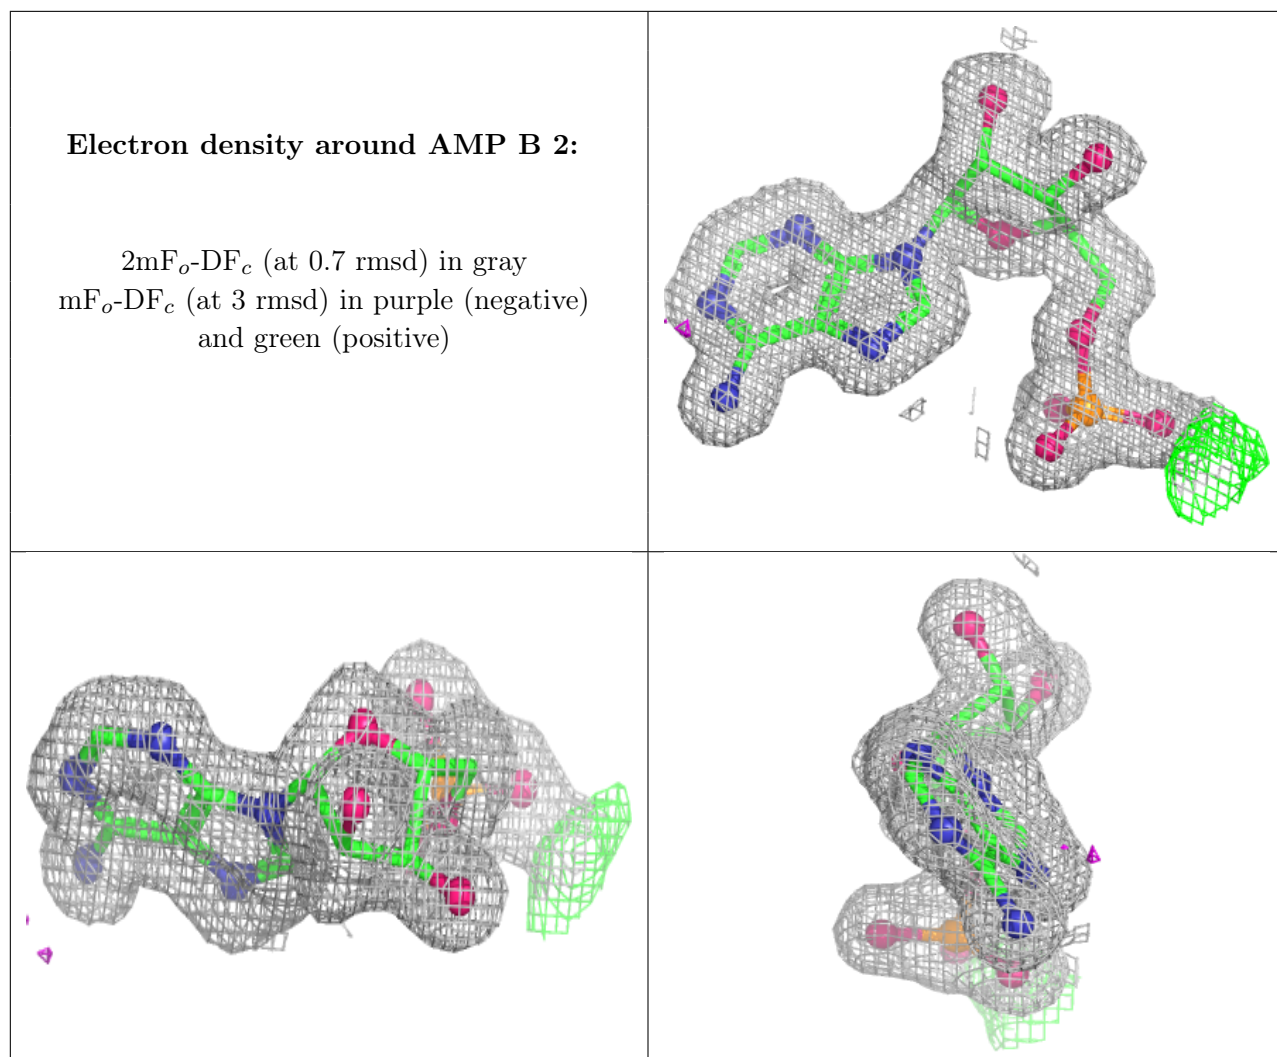 Electron density around AMP B 2:
2mFo-DFc (at 0.7 rmsd) in gray
mFo-DFc (at 3 rmsd) in purple (negative)
and green (positive)